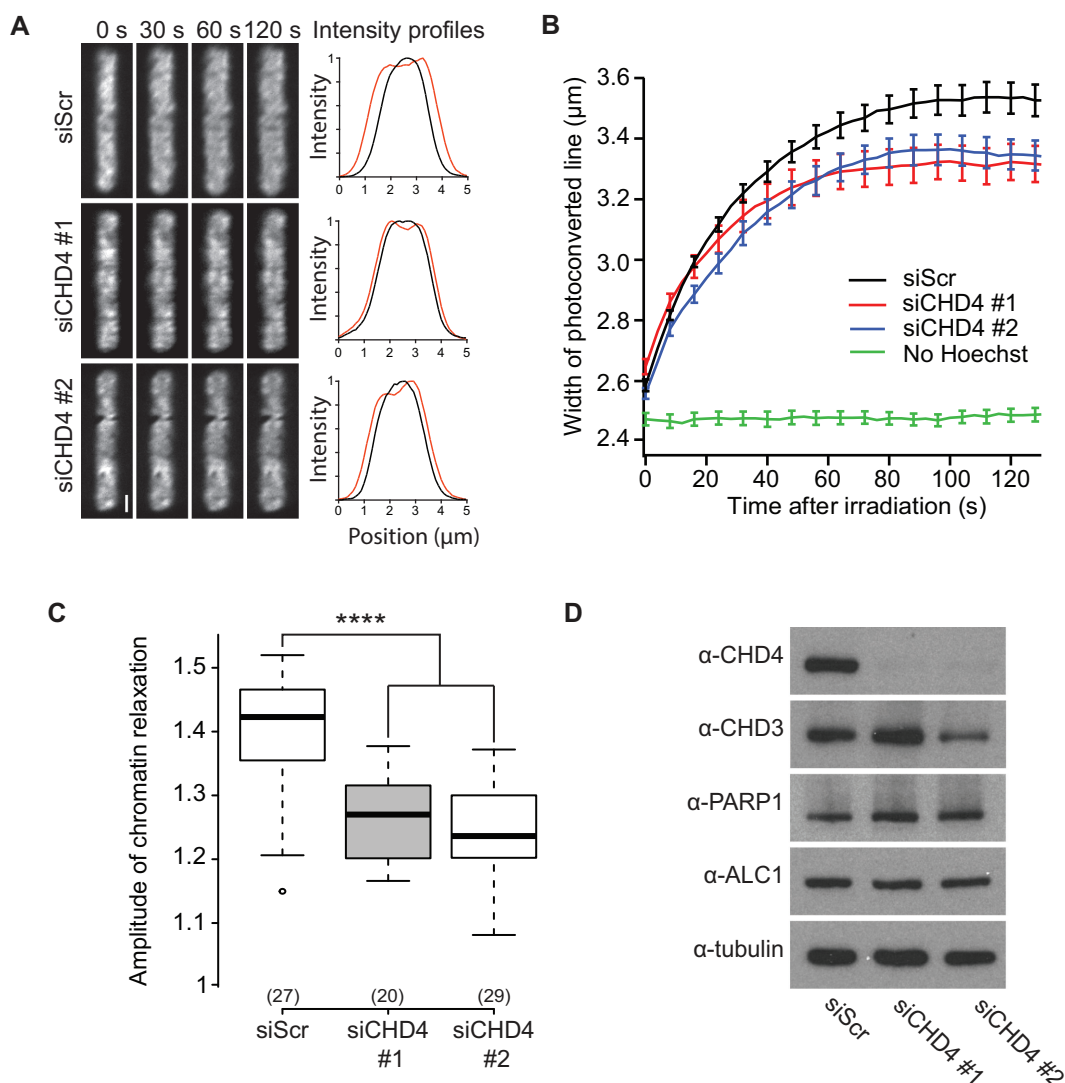 A
0 s 30 s 60 s 120 s Intensity profiles
siScr
siCHD4 #1
siCHD4 #2
Intensity
1
0
0 1 2 3 4 5
Intensity
1
0
0 1 2 3 4 5
Intensity
1
0
0 1 2 3 4 5
Position (µm)
B
Width of photoconverted line (µm)
3.6
3.4
3.2
3.0
2.8
2.6
2.4
0 20 40 60 80 100 120
Time after irradiation (s)
siScr
siCHD4 #1
siCHD4 #2
No Hoechst
C
Amplitude of chromatin relaxation
1.5
1.4
1.3
1.2
1.1
1
****
(27) (20) (29)
siScr siCHD4 siCHD4
#1 #2
D
α-CHD4
α-CHD3
α-PARP1
α-ALC1
α-tubulin
siScr
siCHD4 #1
siCHD4 #2